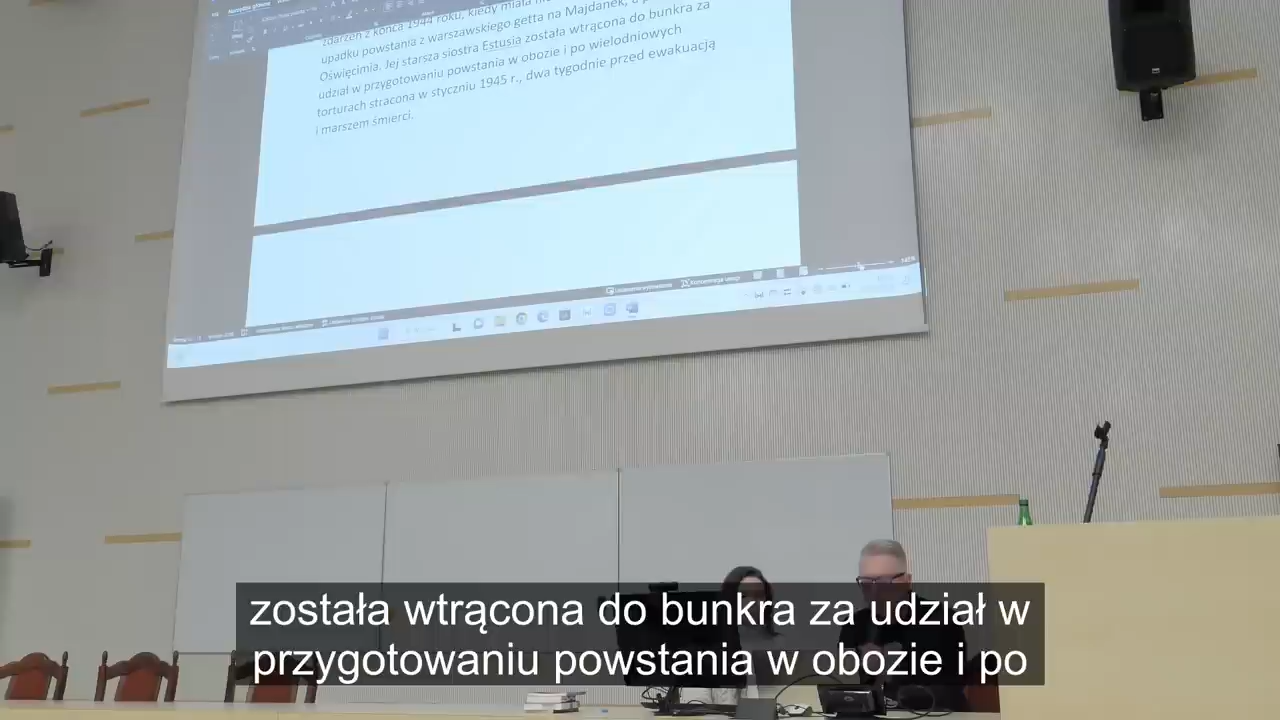 zdarzeń z końca 1944 roku, kiedy miała
upadku powstania z warszawskiego getta na Majdanek,
Oświęcimia. Jej starsza siostra Estusia została wtrącona do bunkra za
udział w przygotowaniu powstania w obozie i po wielodniowych
torturach stracona w styczniu 1945 r., dwa tygodnie przed ewakuacją
i marszem śmierci.
została wtrącona do bunkra za udział w
przygotowaniu powstania w obozie i po